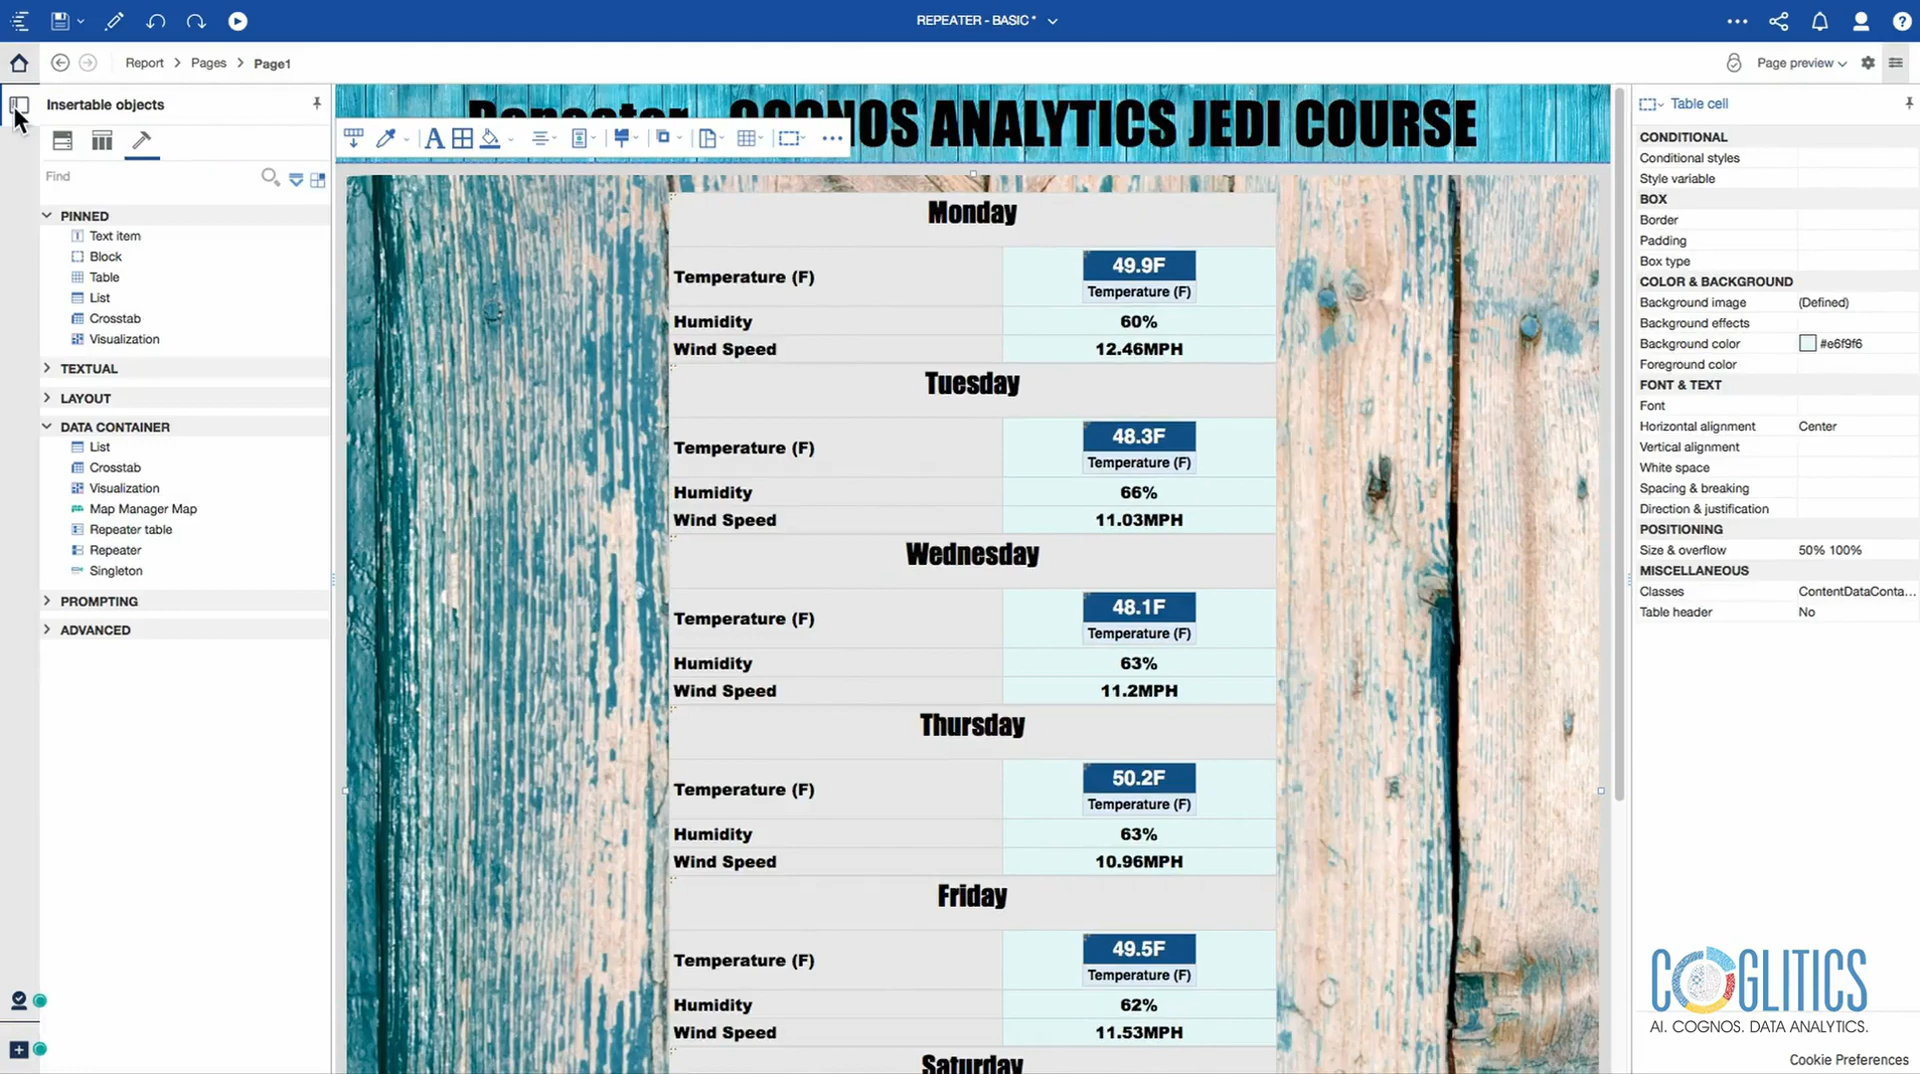 REPEATER - BASIC *
Report > Pages > Page1
Page preview
Insertable objects
Find
PINNED
Text item
Block
Table
List
Crosstab
Visualization
TEXTUAL
LAYOUT
DATA CONTAINER
List
Crosstab
Visualization
Map Manager Map
Repeater table
Repeater
Singleton
PROMPTING
ADVANCED
Repeater - COGNOS ANALYTICS JEDI COURSE
Monday
Temperature (F) 49.9F
Temperature (F)
Humidity 60%
Wind Speed 12.46MPH
Tuesday
Temperature (F) 48.3F
Temperature (F)
Humidity 66%
Wind Speed 11.03MPH
Wednesday
Temperature (F) 48.1F
Temperature (F)
Humidity 63%
Wind Speed 11.2MPH
Thursday
Temperature (F) 50.2F
Temperature (F)
Humidity 63%
Wind Speed 10.96MPH
Friday
Temperature (F) 49.5F
Temperature (F)
Humidity 62%
Wind Speed 11.53MPH
Saturday
Table cell
CONDITIONAL
Conditional styles
Style variable
BOX
Border
Padding
Box type
COLOR & BACKGROUND
Background image (Defined)
Background effects
Background color #e6f9f6
Foreground color
FONT & TEXT
Font
Horizontal alignment Center
Vertical alignment
White space
Spacing & breaking
Direction & justification
POSITIONING
Size & overflow 50% 100%
MISCELLANEOUS
Classes ContentDataConta...
Table header No
COGLITICS
AI. COGNOS. DATA ANALYTICS.
Cookie Preferences